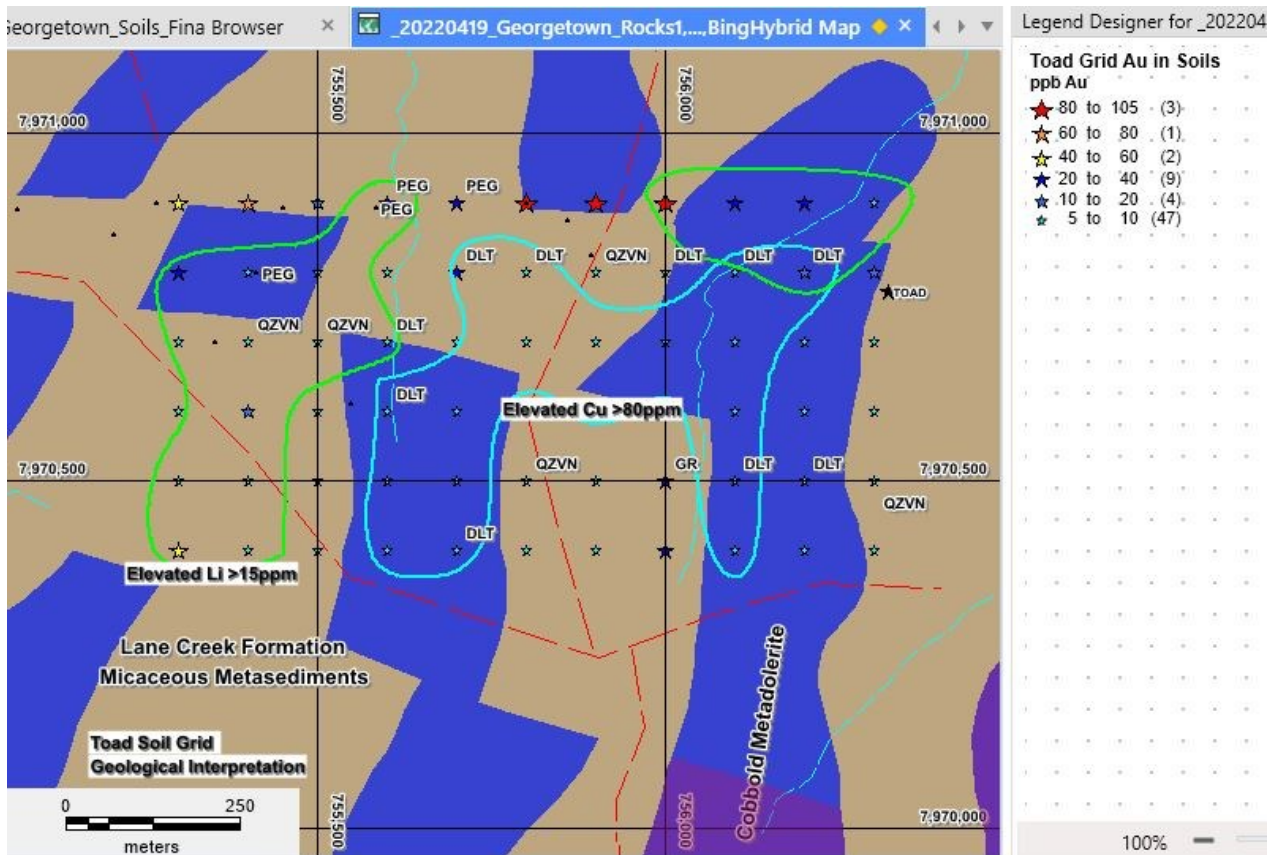 Georgetown_Soils_Fina Browser
_20220419_Georgetown_Rocks1,...,BingHybrid Map
Legend Designer for _202204
755,500
756,000
7,971,000
7,971,000
PEG
PEG
PEG
DLT
DLT
QZVN
DLT
DLT
DLT
PEG
TOAD
QZVN
QZVN
DLT
DLT
Elevated Cu >80ppm
7,970,500
QZVN
GR
DLT
DLT
7,970,500
QZVN
DLT
Elevated Li >15ppm
Lane Creek Formation
Micaceous Metasediments
Cobbold Metadolerite
Toad Soil Grid
Geological Interpretation
0 250
meters
755,500
756,000
7,970,000
Toad Grid Au in Soils
ppb Au
80 to 105 (3)
60 to 80 (1)
40 to 60 (2)
20 to 40 (9)
10 to 20 (4)
5 to 10 (47)
100%